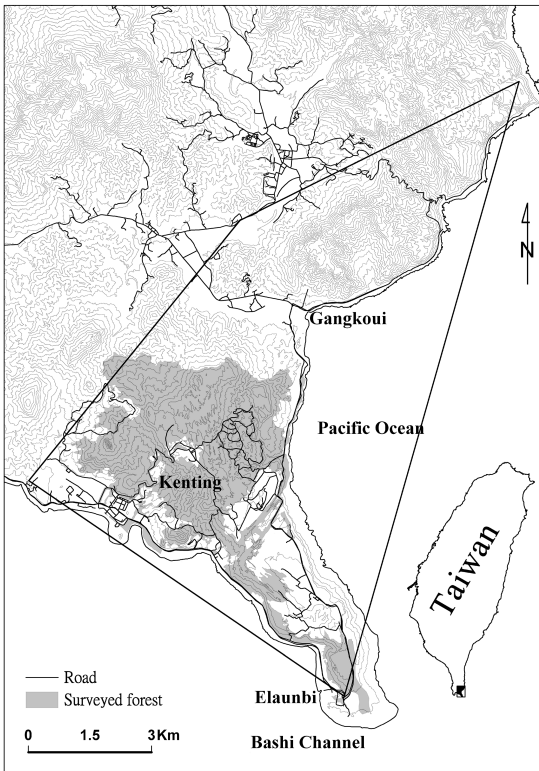 N
Gangkoui
Pacific Ocean
Kenting
Taiwan
Road
Surveyed forest
Elaunbi
0 1.5 3Km
Bashi Channel